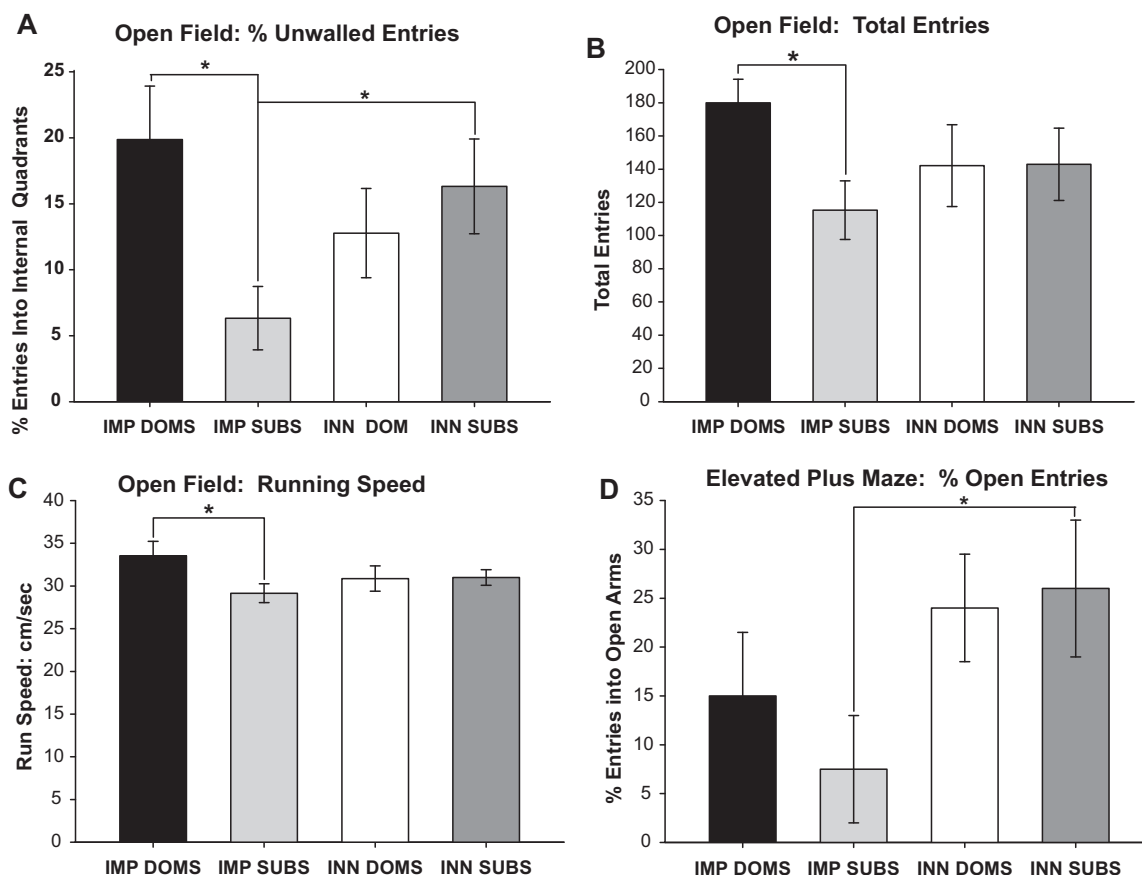 A
Open Field: % Unwalled Entries
% Entries Into Internal Quadrants
25
20
15
10
5
0
*
*
IMP DOMS IMP SUBS INN DOM INN SUBS
B
Open Field: Total Entries
Total Entries
200
180
160
140
120
100
80
60
40
20
0
*
IMP DOMS IMP SUBS INN DOMS INN SUBS
C
Open Field: Running Speed
Run Speed: cm/sec
40
35
30
25
20
15
10
5
0
*
IMP DOMS IMP SUBS INN DOMS INN SUBS
D
Elevated Plus Maze: % Open Entries
% Entries into Open Arms
35
30
25
20
15
10
5
0
*
IMP DOMS IMP SUBS INN DOMS INN SUBS